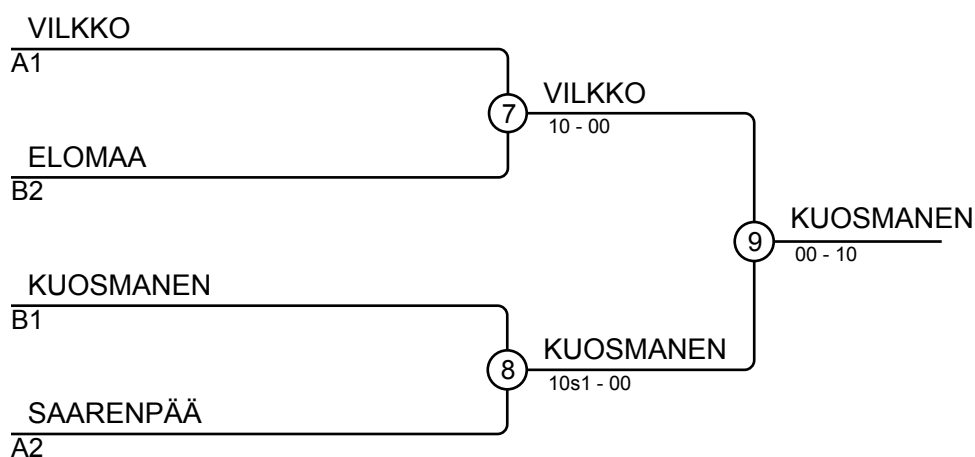 VILKKO
A1
7
VILKKO
10 - 00
ELOMAA
B2
9
KUOSMANEN
00 - 10
KUOSMANEN
B1
8
KUOSMANEN
10s1 - 00
SAARENPÄÄ
A2